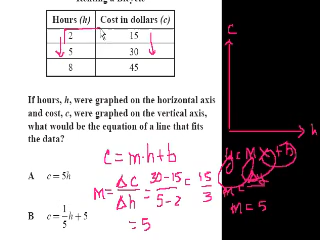 Renting a Bicycle
Hours (h) Cost in dollars (c)
2 15
5 30
8 45
If hours, h, were graphed on the horizontal axis
and cost, c, were graphed on the vertical axis,
what would be the equation of a line that fits
the data?
c = m·h + b
M = Δc/Δh = 30-15/5-2 = 15/3
= 5
A c = 5h
B c = 1/5 h + 5
c
h
y = M x + b
M = Δy
M = 5